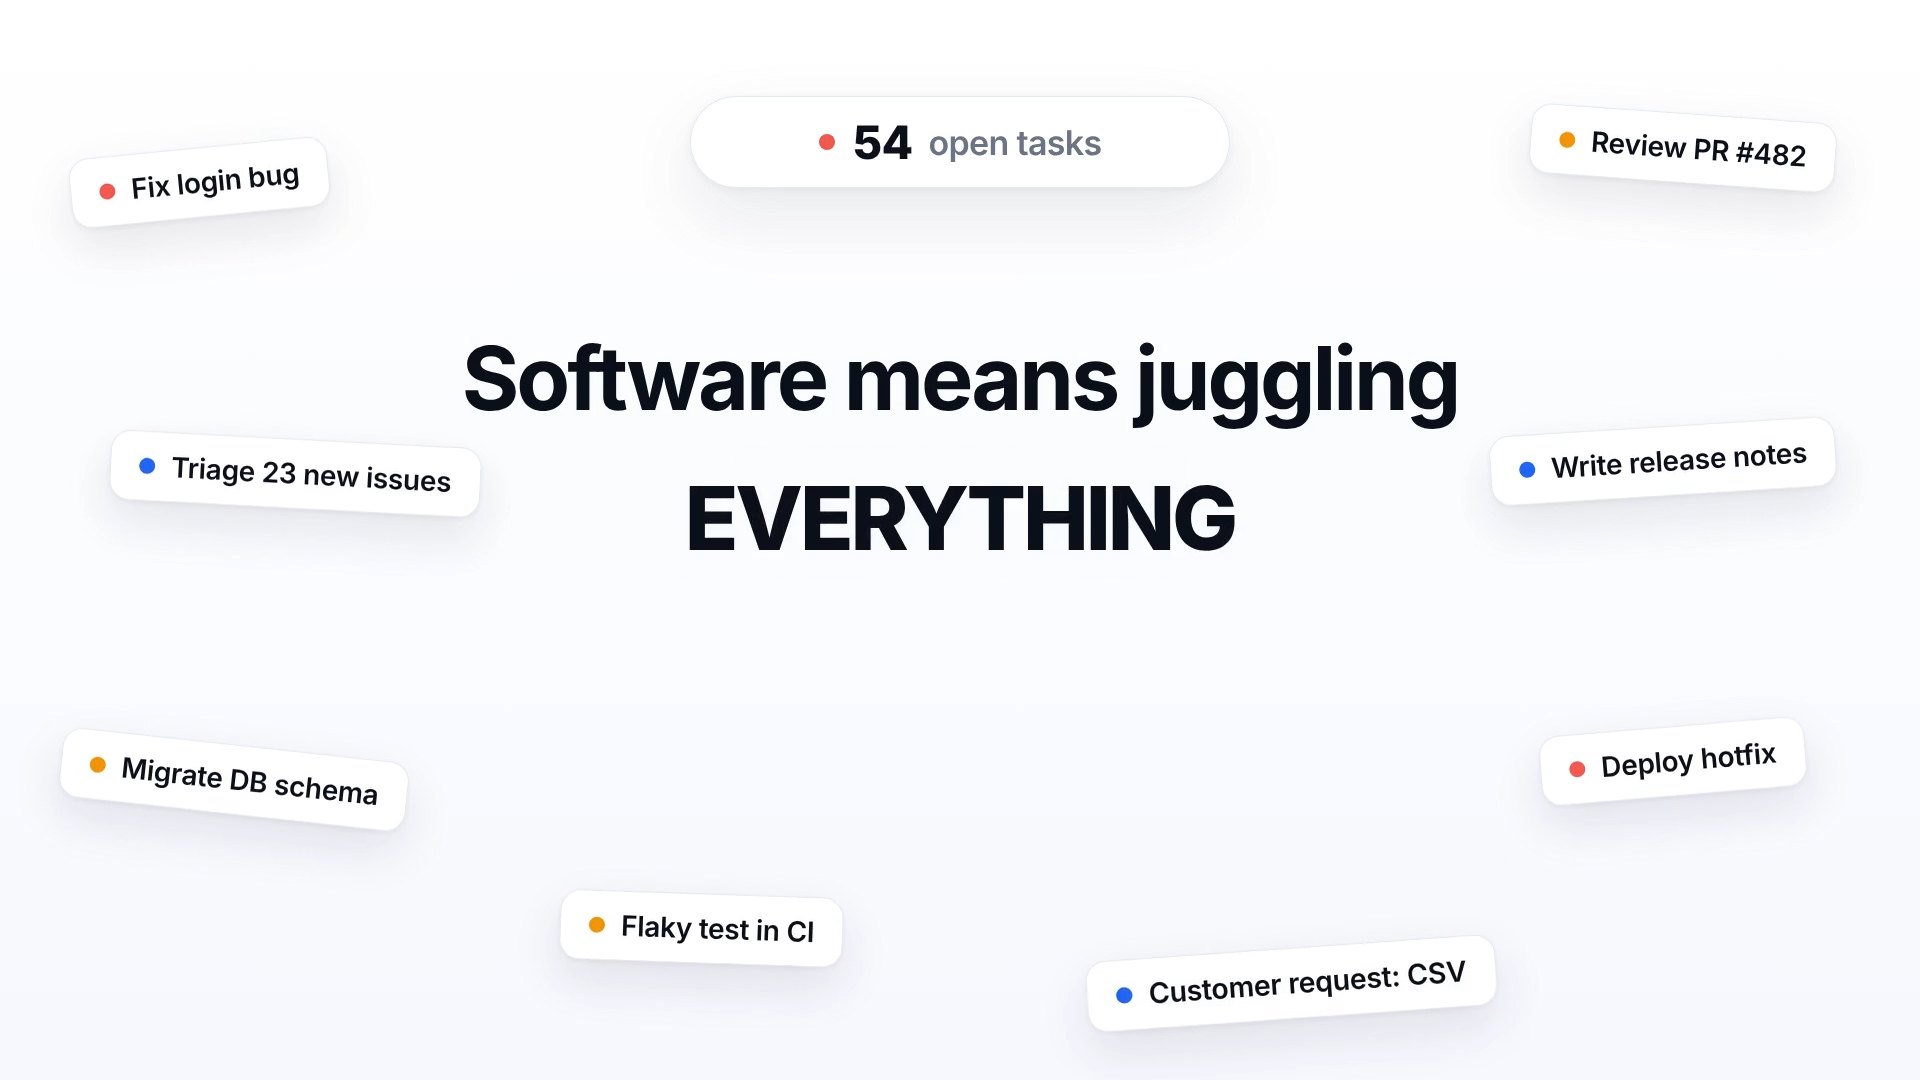 54 open tasks
Fix login bug
Review PR #482
Software means juggling
EVERYTHING
Triage 23 new issues
Write release notes
Migrate DB schema
Deploy hotfix
Flaky test in CI
Customer request: CSV